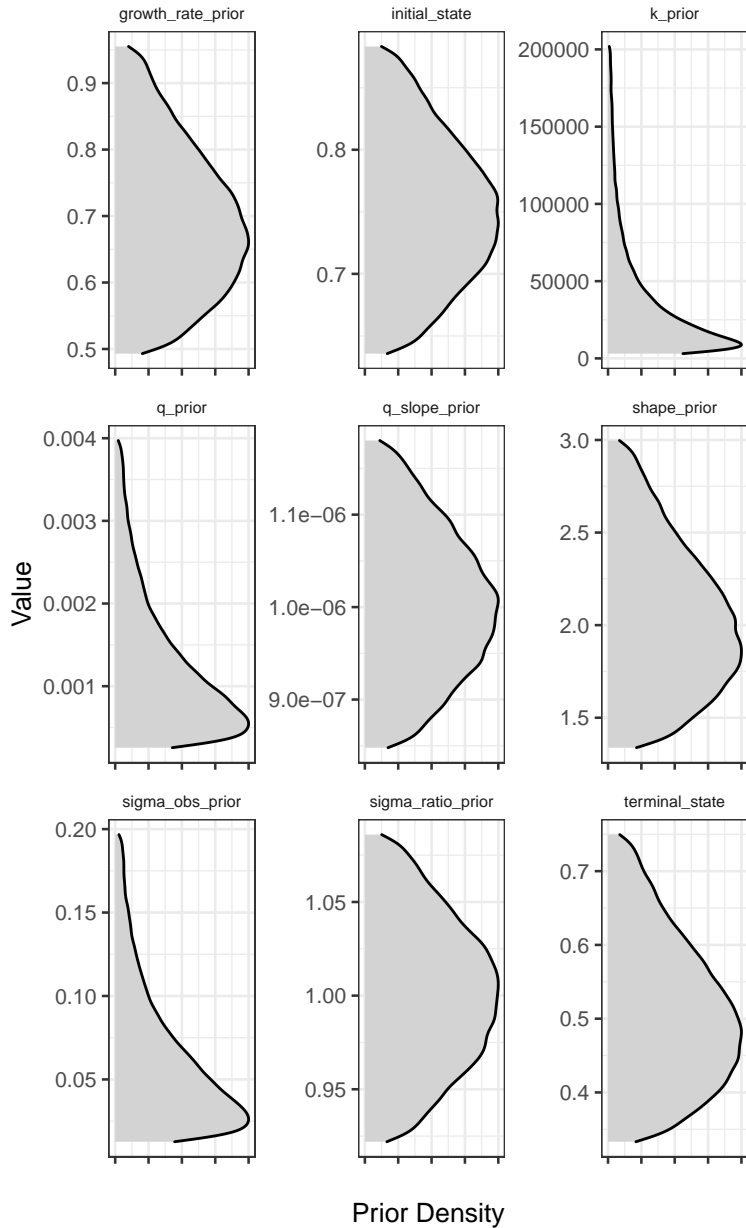 growth_rate_prior
initial_state
k_prior
0.9
0.8
0.7
0.6
0.5
0.8
0.7
200000
150000
100000
50000
0
q_prior
q_slope_prior
shape_prior
0.004
0.003
0.002
0.001
1.1e−06
1.0e−06
9.0e−07
3.0
2.5
2.0
1.5
Value
sigma_obs_prior
sigma_ratio_prior
terminal_state
0.20
0.15
0.10
0.05
1.05
1.00
0.95
0.7
0.6
0.5
0.4
Prior Density